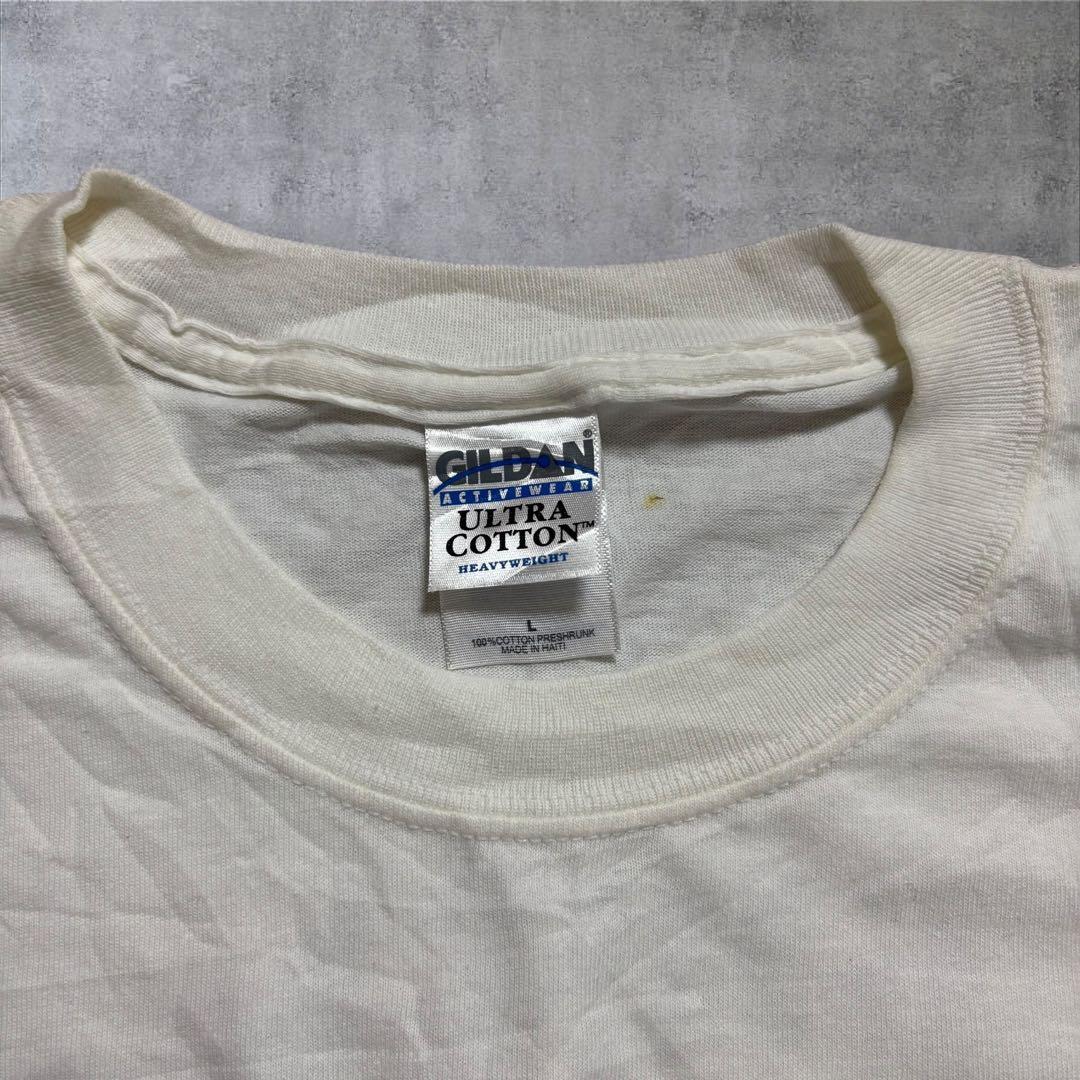 GILDAN®
ACTIVEWEAR
ULTRA
COTTON™
HEAVYWEIGHT
L
100%COTTON PRESHRUNK
MADE IN HAITI